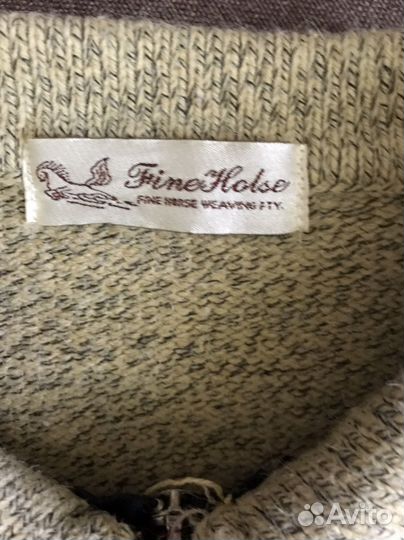 FineHolse
FINE HORSE WEAVING FTY.
Avito